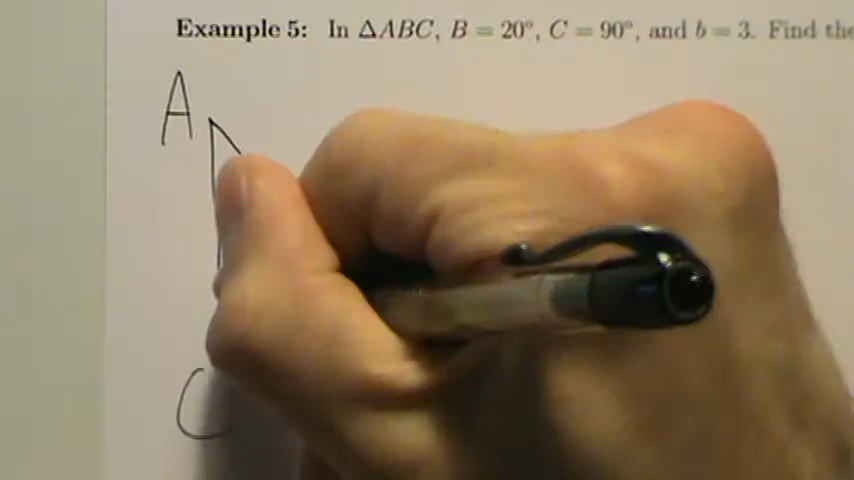 Example 5: In ΔABC, B = 20°, C = 90°, and b = 3. Find the
A
C